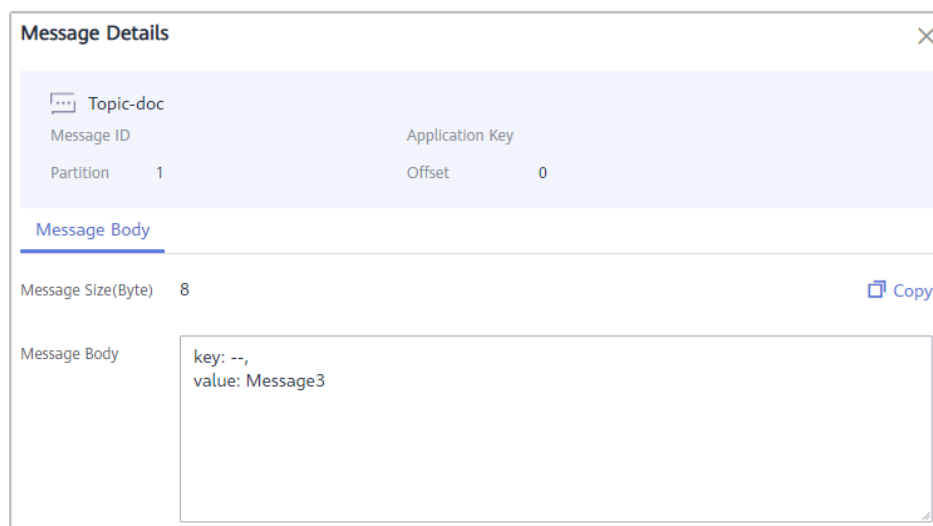 Message Details
Topic-doc
Message ID Application Key
Partition 1 Offset 0
Message Body
Message Size(Byte) 8 Copy
Message Body key: --,
value: Message3